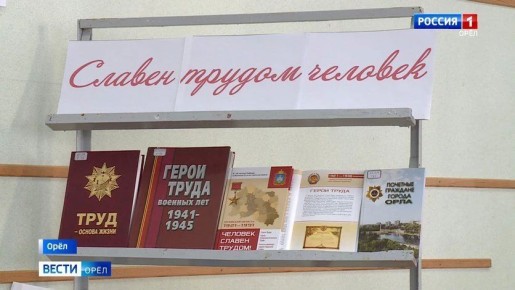 РОССИЯ 1
ОРЁЛ
Славен трудом человек
ТРУД
- ОСНОВА ЖИЗНИ
ГЕРОИ
ТРУДА
ВОЕННЫХ ЛЕТ
1941-
1945
ЧЕЛОВЕК
СЛАВЕН
ТРУДОМ!
ГЕРОИ ТРУДА
ПОЧЕТНЫЕ
ГРАЖДАНЕ
ГОРОДА
ОРЛА
Орёл
ВЕСТИ ОРЕЛ